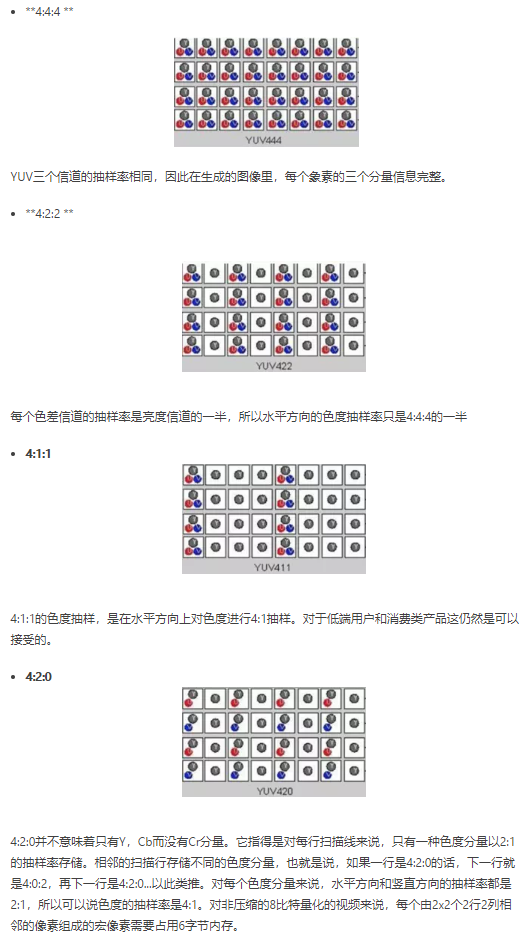 **4:4:4 **
YUV444
YUV三个信道的抽样率相同，因此在生成的图像里，每个象素的三个分量信息完整。
**4:2:2 **
YUV422
每个色差信道的抽样率是亮度信道的一半，所以水平方向的色度抽样率只是4:4:4的一半
4:1:1
YUV411
4:1:1的色度抽样，是在水平方向上对色度进行4:1抽样。对于低端用户和消费类产品这仍然是可以
接受的。
4:2:0
YUV420
4:2:0并不意味着只有Y，Cb而没有Cr分量。它指得是对每行扫描线来说，只有一种色度分量以2:1
的抽样率存储。相邻的扫描行存储不同的色度分量，也就是说，如果一行是4:2:0的话，下一行就
是4:0:2，再下一行是4:2:0...以此类推。对每个色度分量来说，水平方向和竖直方向的抽样率都是
2:1，所以可以说色度的抽样率是4:1。对非压缩的8比特量化的视频来说，每个由2x2个2行2列相
邻的像素组成的宏像素需要占用6字节内存。